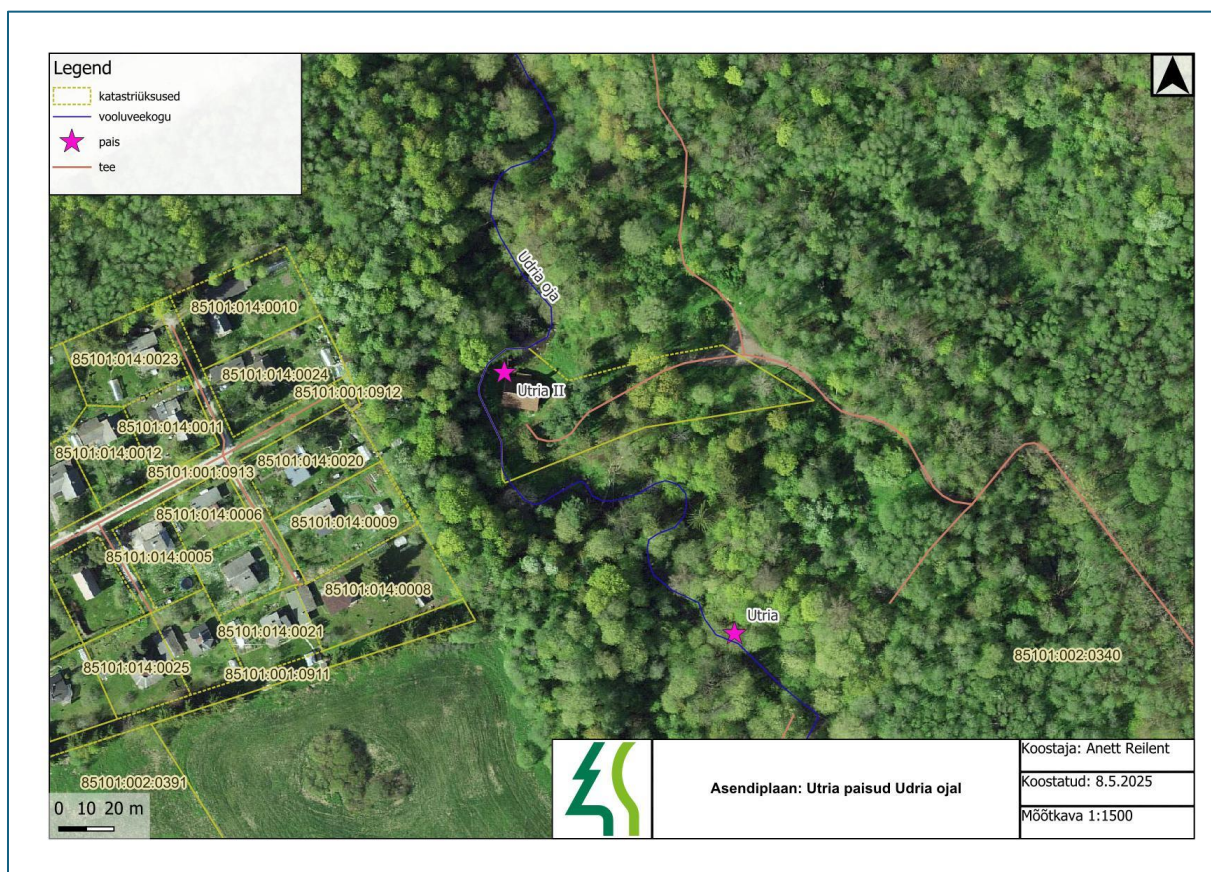 Legend
katastriüksused
vooluveekogu
pais
tee
Udria oja
85101:014:0010
85101:014:0023
85101:014:0024
Utria II
85101:001:0912
85101:014:0011
85101:014:0012
85101:014:0020
85101:001:0913
85101:014:0006
85101:014:0009
85101:014:0005
85101:014:0008
Utria
85101:014:0021
85101:002:0340
85101:014:0025
85101:001:0911
85101:002:0391
0 10 20 m
Asendiplaan: Utria paisud Udria ojal
Koostaja: Anett Reilent
Koostatud: 8.5.2025
Mõõtkava 1:1500